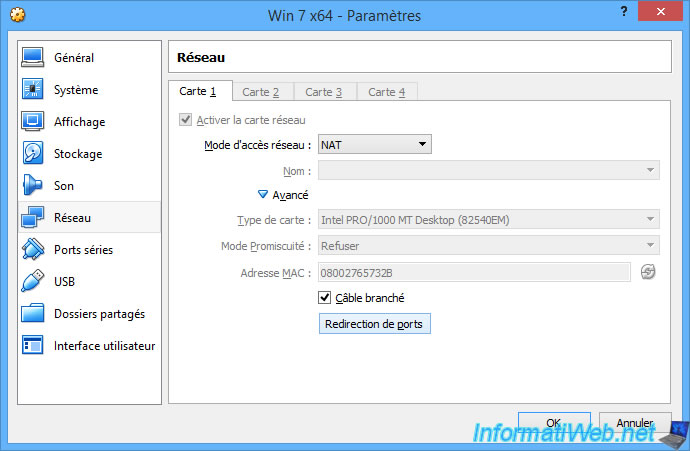 Win 7 x64 - Paramètres
?
Général
Système
Affichage
Stockage
Son
Réseau
Ports séries
USB
Dossiers partagés
Interface utilisateur
Réseau
Carte 1
Carte 2
Carte 3
Carte 4
Activer la carte réseau
Mode d'accès réseau : NAT
Nom :
Avancé
Type de carte : Intel PRO/1000 MT Desktop (82540EM)
Mode Promiscuité : Refuser
Adresse MAC : 08002765732B
Câble branché
Redirection de ports
OK
Annuler
InformatiWeb.net